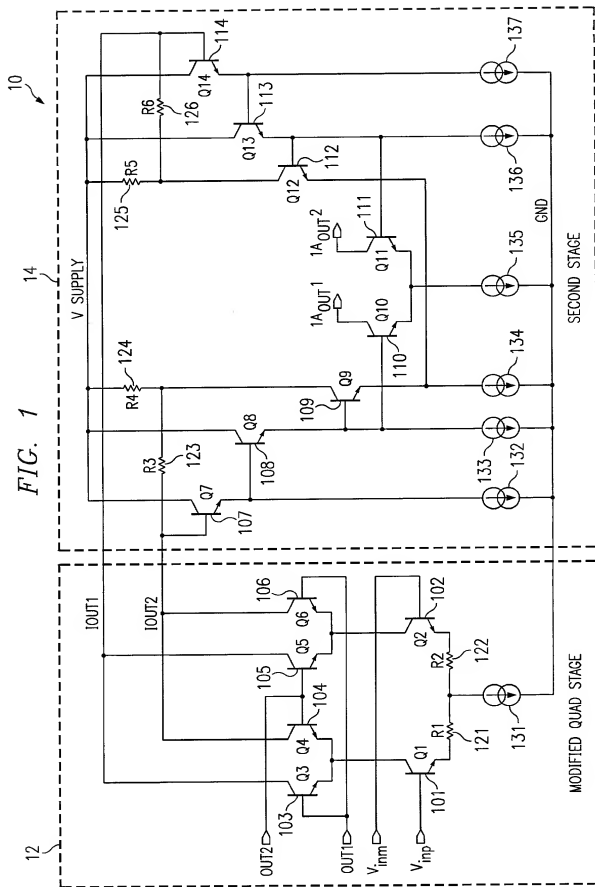 FIG. 1
10
12
14
V SUPPLY
IOUT1
IOUT2
R3
123
R4
124
125
R5
R6
126
Q14
114
Q7
107
Q8
108
Q9
109
Q13
113
Q12
112
1A OUT 1
1A OUT 2
Q10
110
Q11
111
Q3
103
Q4
104
Q5
105
Q6
106
OUT2
OUT1
Vinm
Vinp
Q1
101
Q2
102
R1
121
R2
122
131
132
133
134
135
136
137
GND
MODIFIED QUAD STAGE
SECOND STAGE